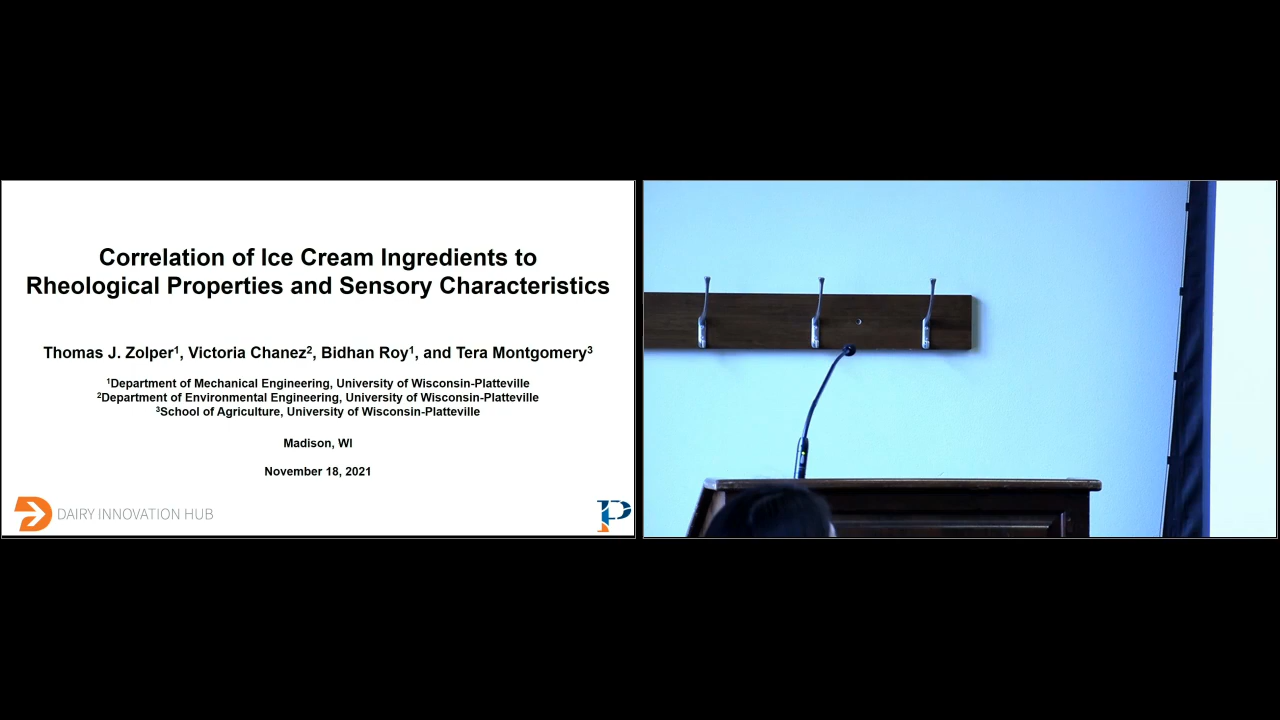 Correlation of Ice Cream Ingredients to
Rheological Properties and Sensory Characteristics
Thomas J. Zolper¹, Victoria Chanez², Bidhan Roy¹, and Tera Montgomery³
¹Department of Mechanical Engineering, University of Wisconsin-Platteville
²Department of Environmental Engineering, University of Wisconsin-Platteville
³School of Agriculture, University of Wisconsin-Platteville
Madison, WI
November 18, 2021
DAIRY INNOVATION HUB
P